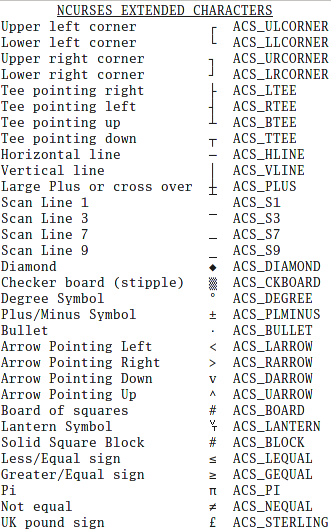 NCURSES EXTENDED CHARACTERS
Upper left corner ┌ ACS_ULCORNER
Lower left corner └ ACS_LLCORNER
Upper right corner ┐ ACS_URCORNER
Lower right corner ┘ ACS_LRCORNER
Tee pointing right ├ ACS_LTEE
Tee pointing left ┤ ACS_RTEE
Tee pointing up ┴ ACS_BTEE
Tee pointing down ┬ ACS_TTEE
Horizontal line ─ ACS_HLINE
Vertical line │ ACS_VLINE
Large Plus or cross over ┼ ACS_PLUS
Scan Line 1 ⎺ ACS_S1
Scan Line 3 ⎻ ACS_S3
Scan Line 7 ⎼ ACS_S7
Scan Line 9 ⎽ ACS_S9
Diamond ◆ ACS_DIAMOND
Checker board (stipple) ▒ ACS_CKBOARD
Degree Symbol ° ACS_DEGREE
Plus/Minus Symbol ± ACS_PLMINUS
Bullet · ACS_BULLET
Arrow Pointing Left < ACS_LARROW
Arrow Pointing Right > ACS_RARROW
Arrow Pointing Down v ACS_DARROW
Arrow Pointing Up ^ ACS_UARROW
Board of squares # ACS_BOARD
Lantern Symbol ␋ ACS_LANTERN
Solid Square Block # ACS_BLOCK
Less/Equal sign ≤ ACS_LEQUAL
Greater/Equal sign ≥ ACS_GEQUAL
Pi π ACS_PI
Not equal ≠ ACS_NEQUAL
UK pound sign £ ACS_STERLING